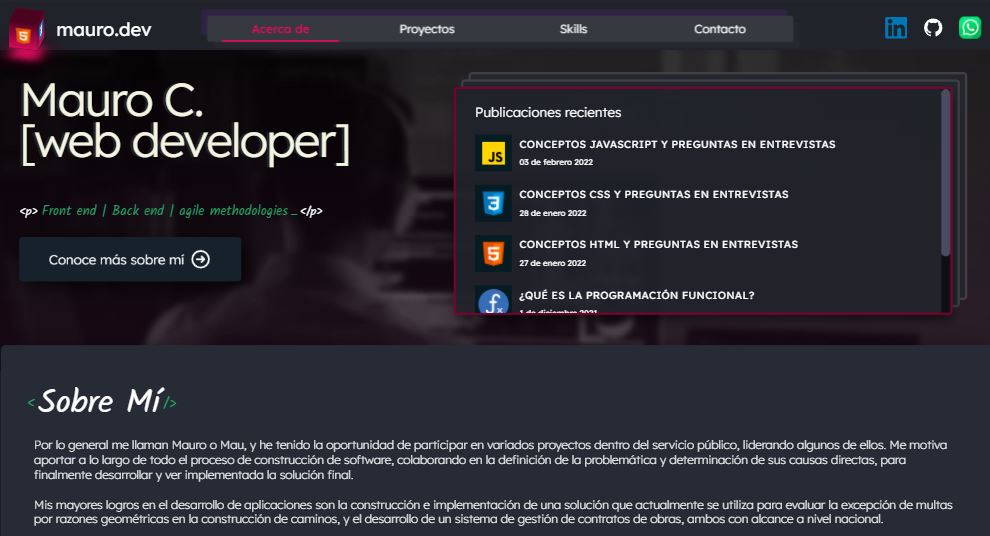 mauro.dev
Acerca de
Proyectos
Skills
Contacto
Mauro C.
[web developer]
<p> Front end | Back end | agile methodologies_</p>
Conoce más sobre mí
Publicaciones recientes
JS
CONCEPTOS JAVASCRIPT Y PREGUNTAS EN ENTREVISTAS
03 de febrero 2022
3
CONCEPTOS CSS Y PREGUNTAS EN ENTREVISTAS
28 de enero 2022
5
CONCEPTOS HTML Y PREGUNTAS EN ENTREVISTAS
27 de enero 2022
fx
¿QUÉ ES LA PROGRAMACIÓN FUNCIONAL?
1 de diciembre 2021
<Sobre Mí/>
Por lo general me llaman Mauro o Mau, y he tenido la oportunidad de participar en variados proyectos dentro del servicio público, liderando algunos de ellos. Me motiva
aportar a lo largo de todo el proceso de construcción de software, colaborando en la definición de la problemática y determinación de sus causas directas, para
finalmente desarrollar y ver implementada la solución final.
Mis mayores logros en el desarrollo de aplicaciones son la construcción e implementación de una solución que actualmente se utiliza para evaluar la excepción de multas
por razones geométricas en la construcción de caminos, y el desarrollo de un sistema de gestión de contratos de obras, ambos con alcance a nivel nacional.